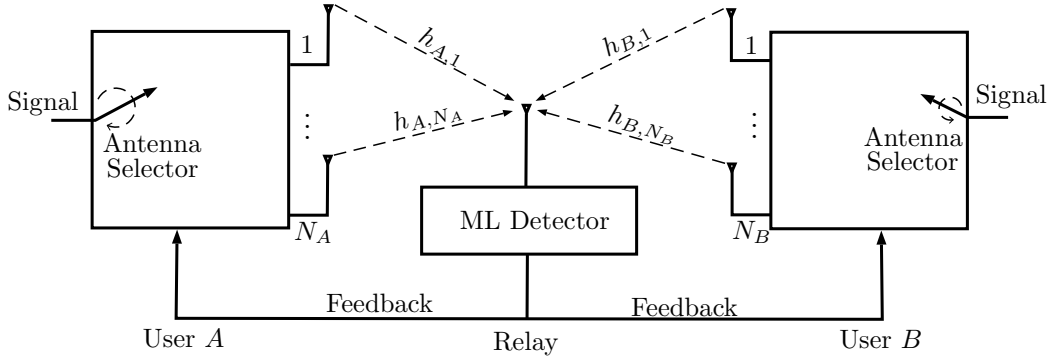 1
h_{A,1}
h_{B,1}
1
Signal
Signal
h_{A,N_A}
h_{B,N_B}
⋮
⋮
Antenna
Selector
Antenna
Selector
ML Detector
N_A
N_B
Feedback
Feedback
User A
Relay
User B